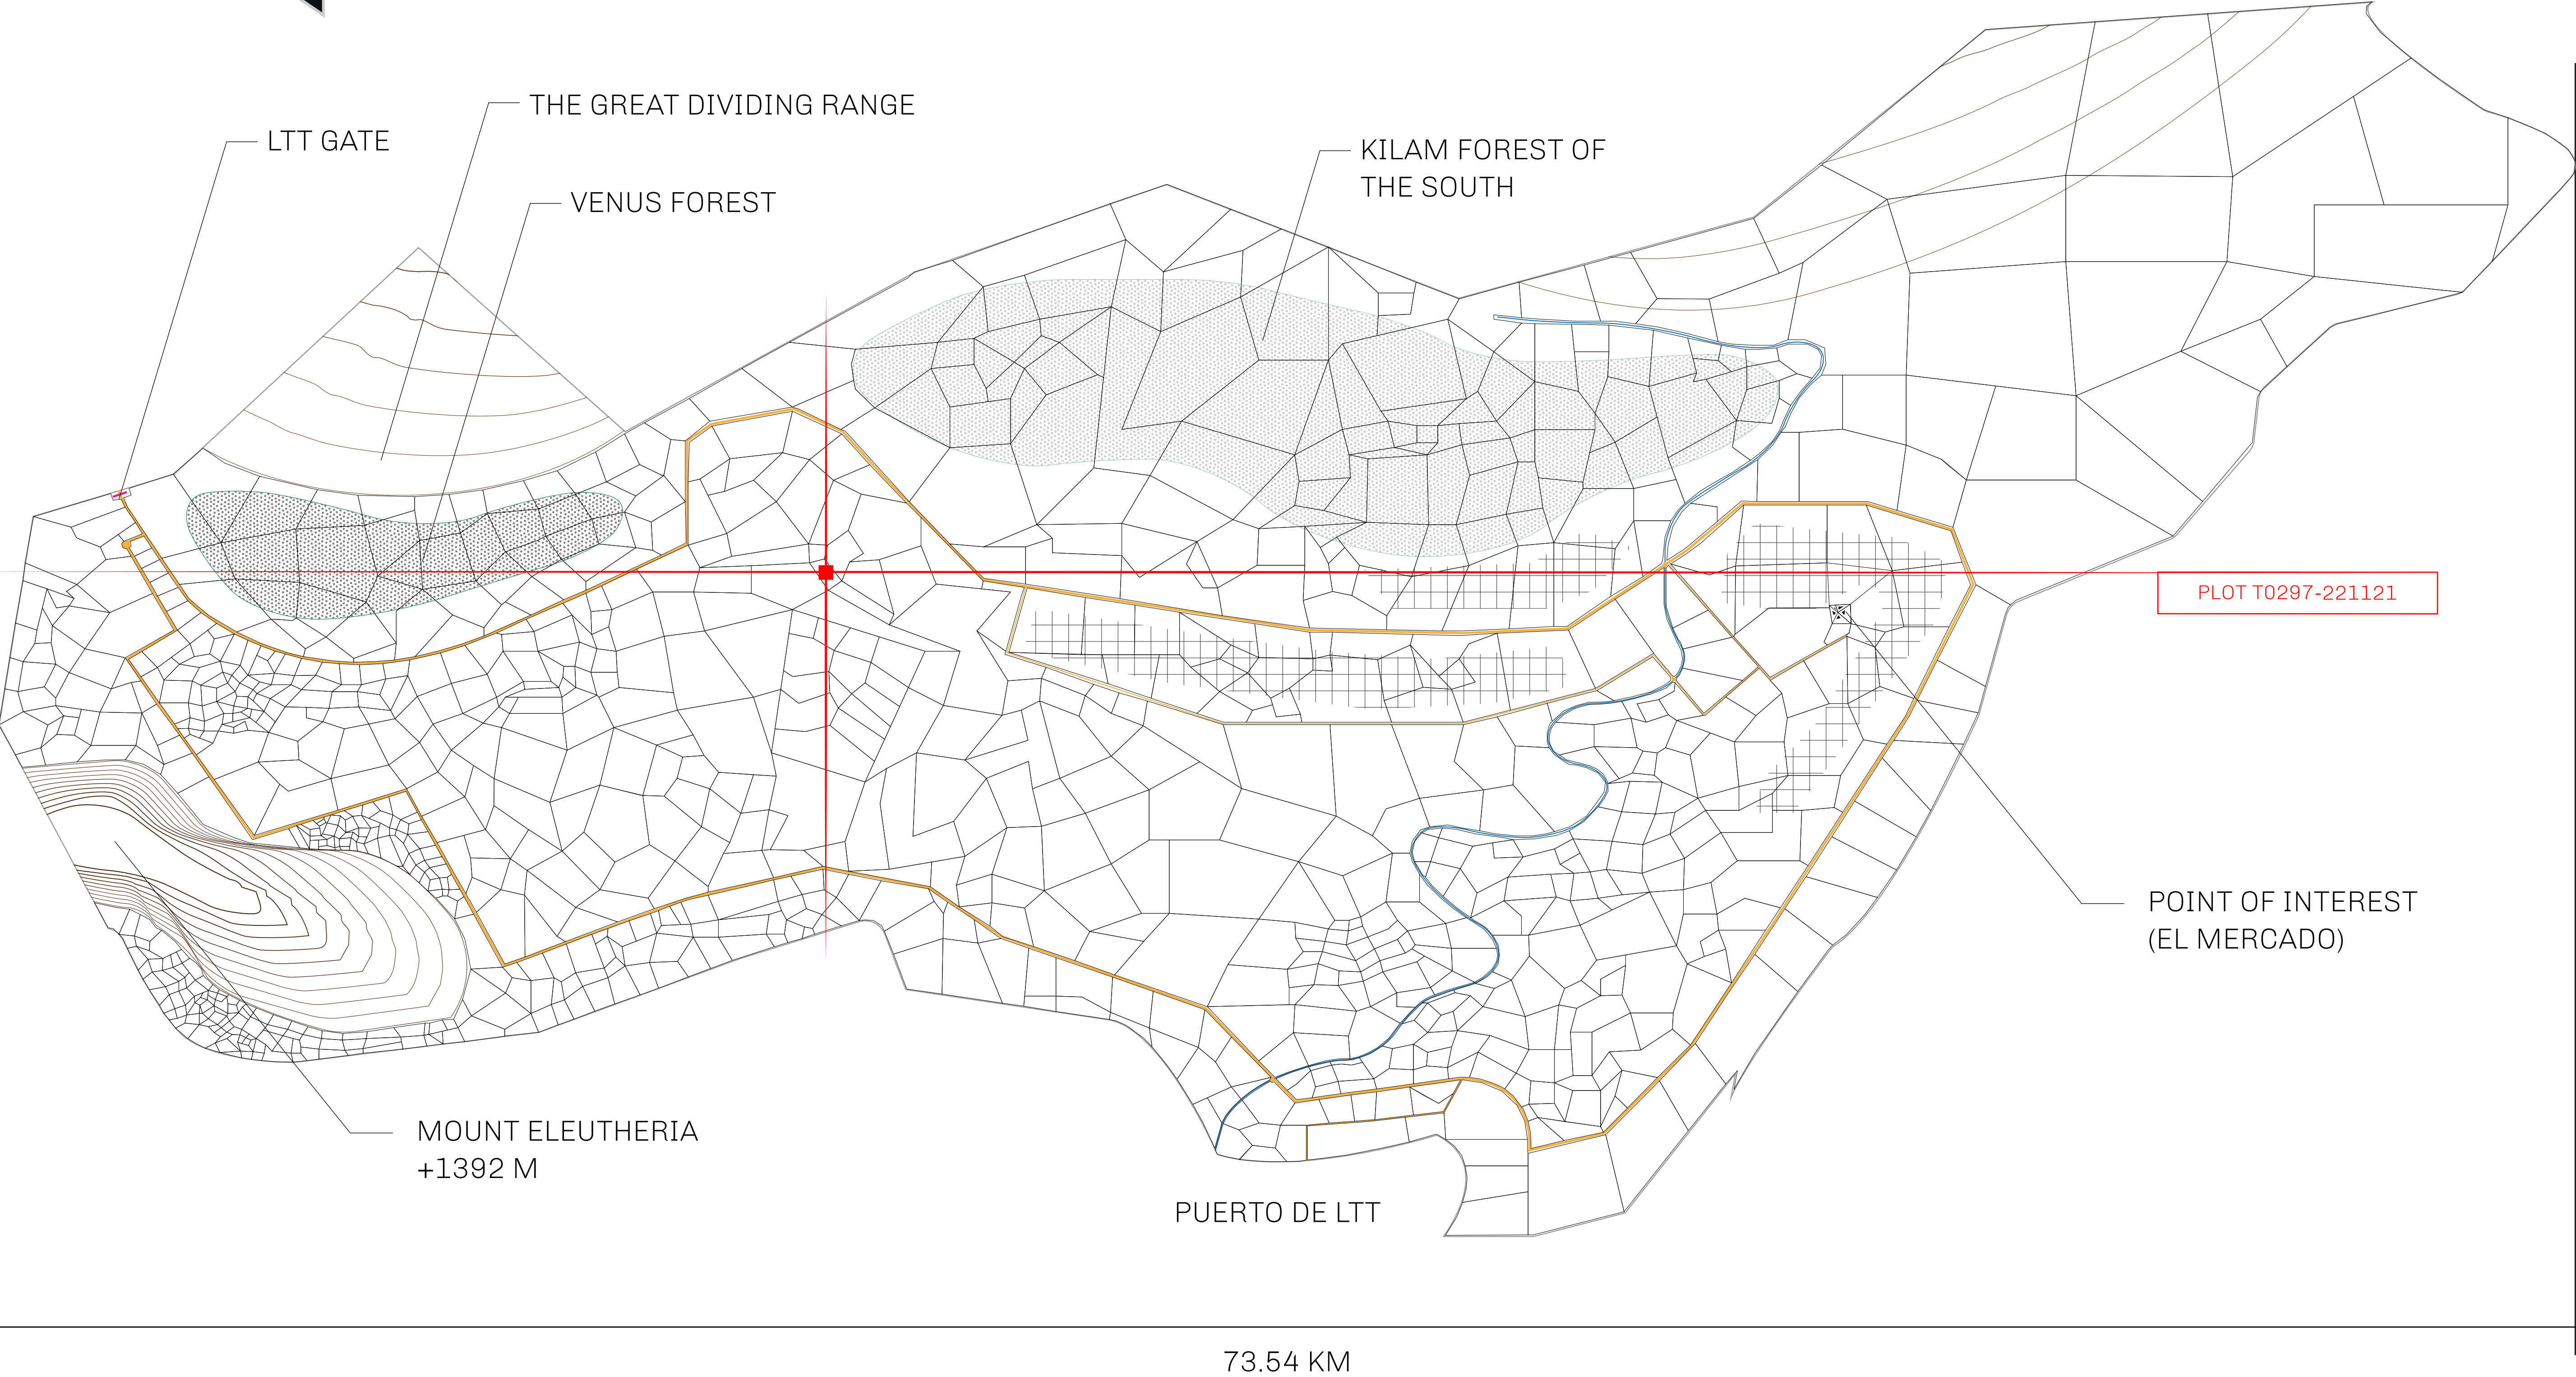 THE GREAT DIVIDING RANGE
LTT GATE
KILAM FOREST OF
THE SOUTH
VENUS FOREST
PLOT T0297-221121
POINT OF INTEREST
(EL MERCADO)
MOUNT ELEUTHERIA
+1392 M
PUERTO DE LTT
73.54 KM